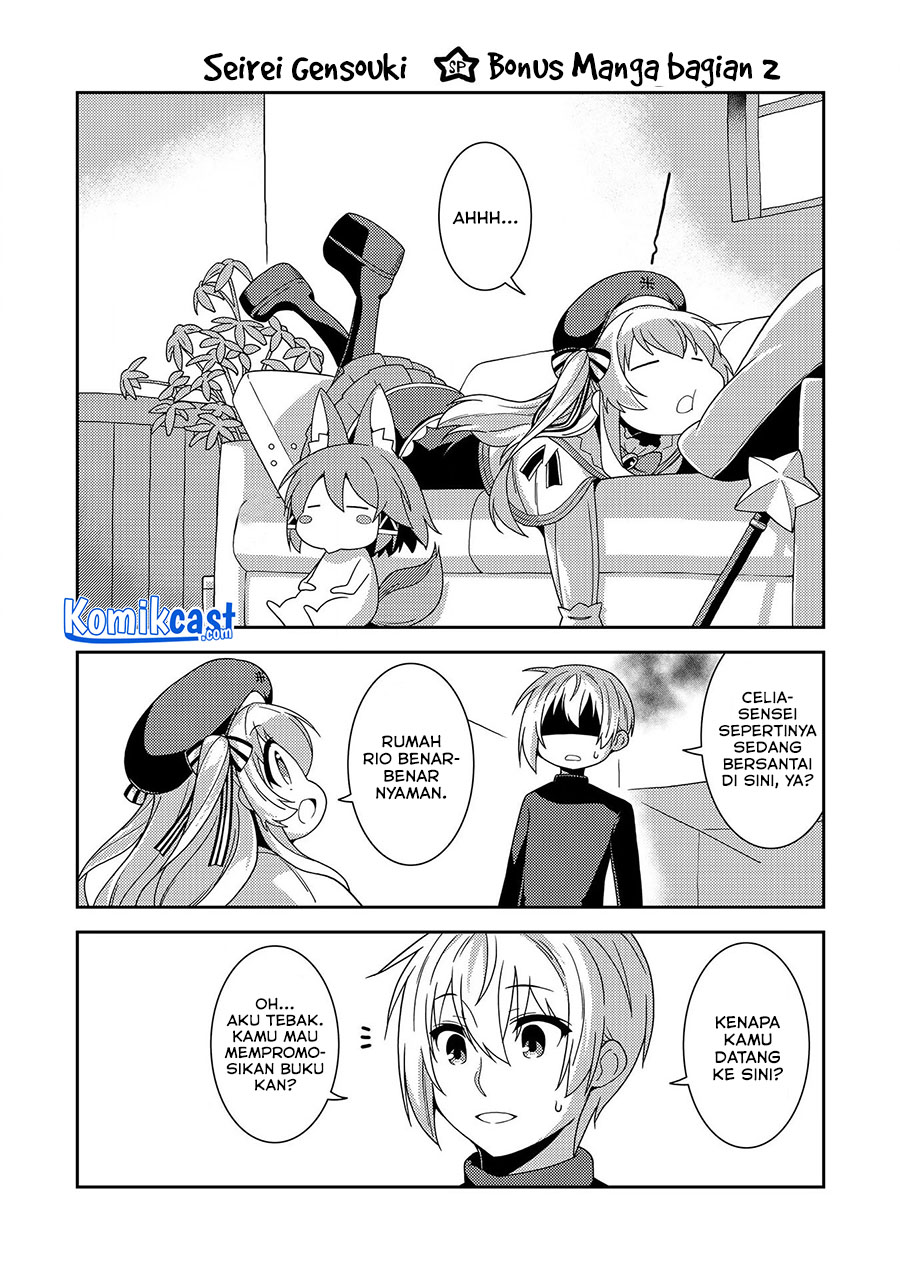 Seirei Gensouki SP Bonus Manga bagian 2
AHHH...
Komikcast
.com
CELIA-
SENSEI
SEPERTINYA
SEDANG
BERSANTAI
DI SINI, YA?
RUMAH
RIO BENAR-
BENAR
NYAMAN.
KENAPA
KAMU
DATANG
KE SINI?
OH...
AKU TEBAK.
KAMU MAU
MEMPROMO-
SIKAN BUKU
KAN?